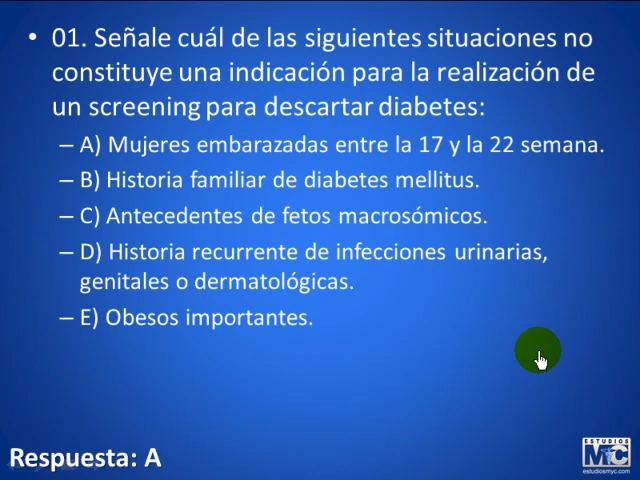 • 01. Señale cuál de las siguientes situaciones no
constituye una indicación para la realización de
un screening para descartar diabetes:
– A) Mujeres embarazadas entre la 17 y la 22 semana.
– B) Historia familiar de diabetes mellitus.
– C) Antecedentes de fetos macrosómicos.
– D) Historia recurrente de infecciones urinarias,
genitales o dermatológicas.
– E) Obesos importantes.
Respuesta: A
ESTUDIOS
MyC
estudiosmyc.com